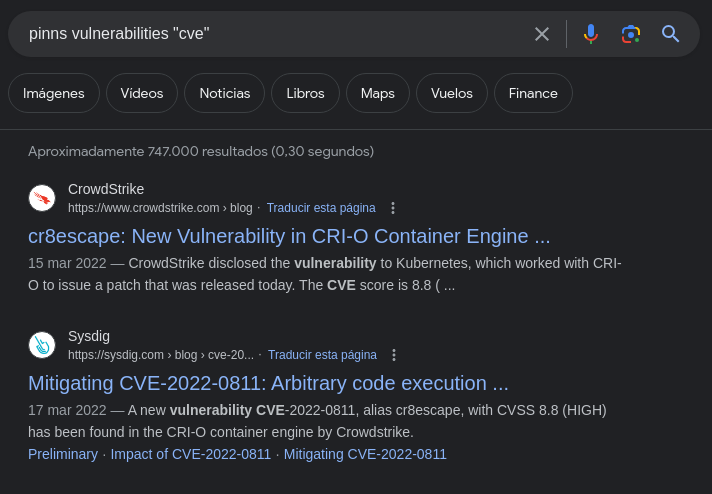 pinns vulnerabilities "cve"
Imágenes
Vídeos
Noticias
Libros
Maps
Vuelos
Finance
Aproximadamente 747.000 resultados (0,30 segundos)
CrowdStrike
https://www.crowdstrike.com › blog · Traducir esta página
cr8escape: New Vulnerability in CRI-O Container Engine ...
15 mar 2022 — CrowdStrike disclosed the vulnerability to Kubernetes, which worked with CRI-
O to issue a patch that was released today. The CVE score is 8.8 ( ...
Sysdig
https://sysdig.com › blog › cve-20... · Traducir esta página
Mitigating CVE-2022-0811: Arbitrary code execution ...
17 mar 2022 — A new vulnerability CVE-2022-0811, alias cr8escape, with CVSS 8.8 (HIGH)
has been found in the CRI-O container engine by Crowdstrike.
Preliminary · Impact of CVE-2022-0811 · Mitigating CVE-2022-0811